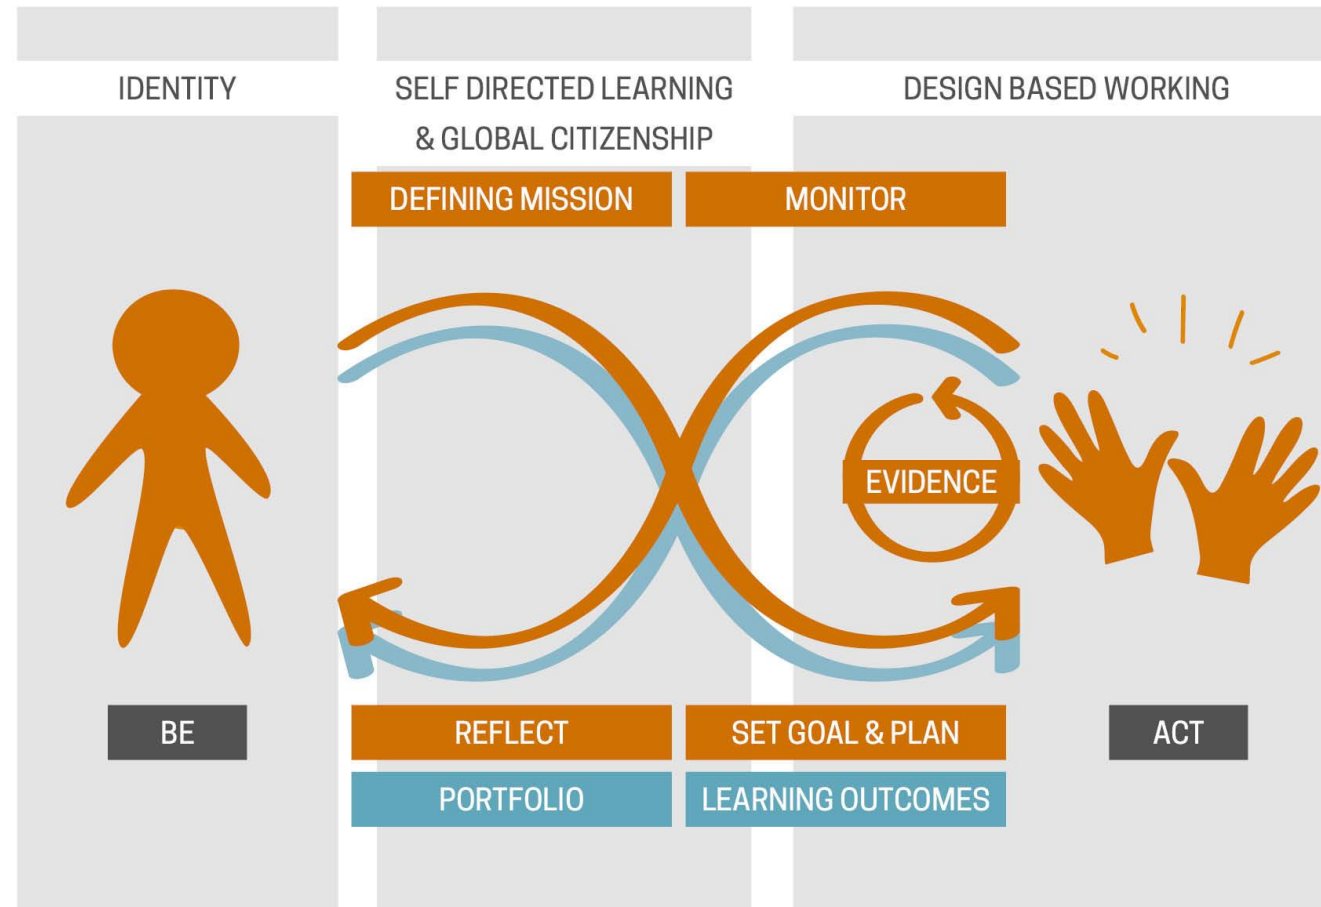 IDENTITY
SELF DIRECTED LEARNING
& GLOBAL CITIZENSHIP
DESIGN BASED WORKING
DEFINING MISSION
MONITOR
EVIDENCE
BE
REFLECT
SET GOAL & PLAN
ACT
PORTFOLIO
LEARNING OUTCOMES